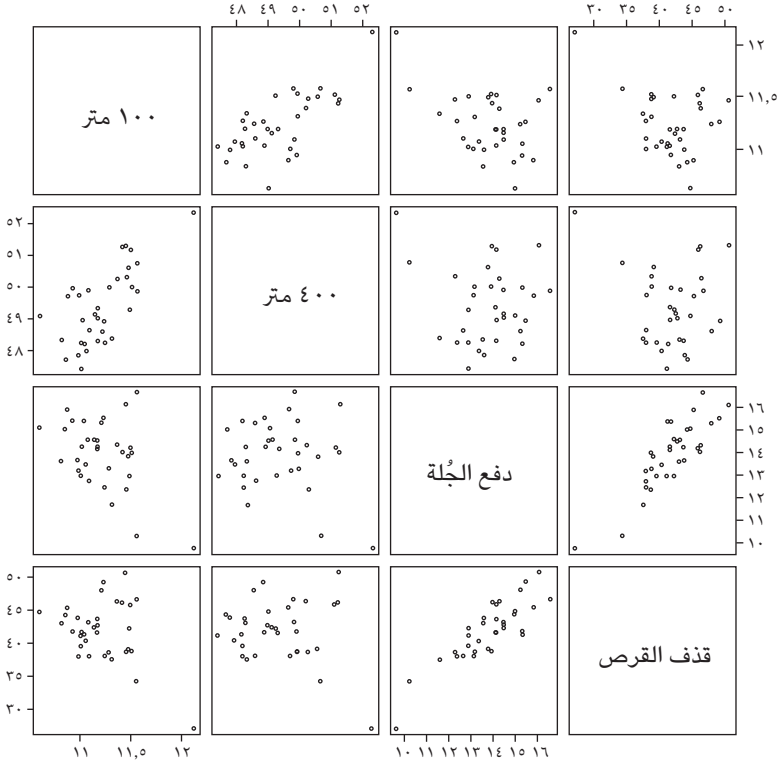 ٤٨ ٤٩ ٥٠ ٥١ ٥٢
٣٠ ٣٥ ٤٠ ٤٥ ٥٠
١٠٠ متر
١٢
١١,٥
١١
٥٢
٥١
٥٠
٤٩
٤٨
٤٠٠ متر
دفع الجُلة
١٦
١٥
١٤
١٣
١٢
١١
١٠
٥٠
٤٥
٤٠
٣٥
٣٠
قذف القرص
١١ ١١,٥ ١٢
١٠ ١١ ١٢ ١٣ ١٤ ١٥ ١٦